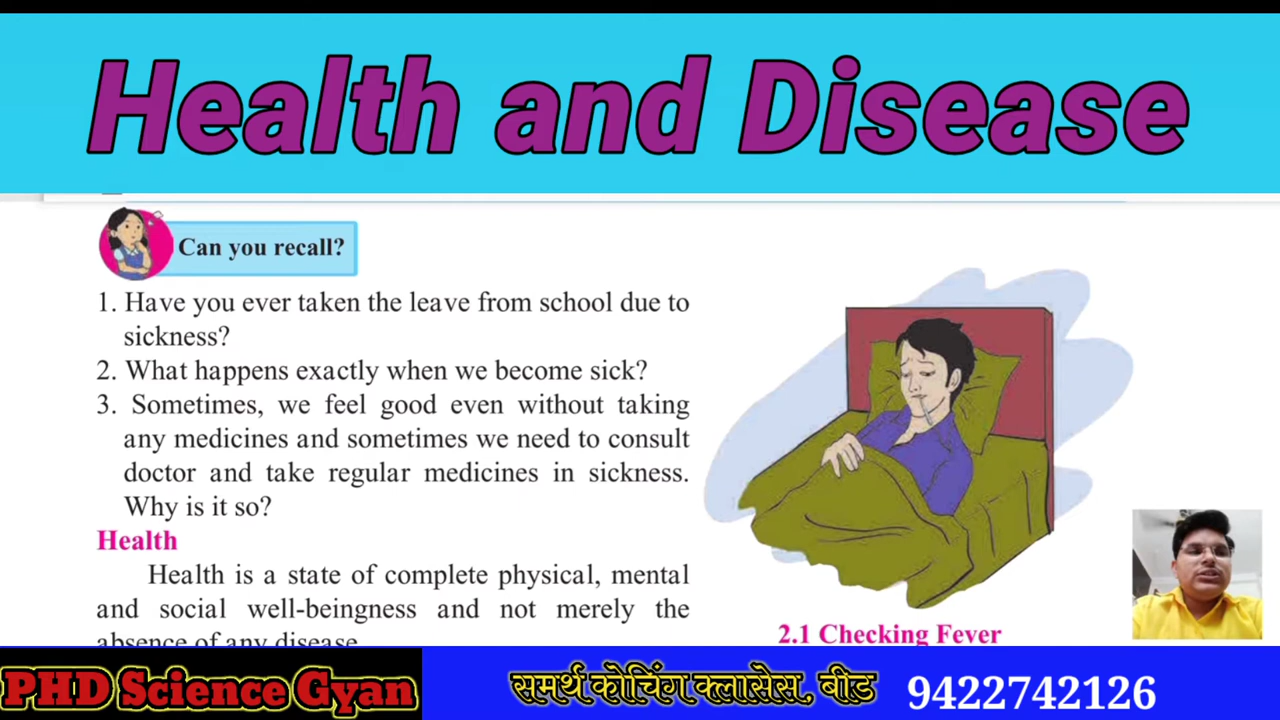 Health and Disease
Can you recall?
1. Have you ever taken the leave from school due to
sickness?
2. What happens exactly when we become sick?
3. Sometimes, we feel good even without taking
any medicines and sometimes we need to consult
doctor and take regular medicines in sickness.
Why is it so?
Health
Health is a state of complete physical, mental
and social well-beingness and not merely the
absence of any disease.
2.1 Checking Fever
PHD Science Gyan
समर्थ कोचिंग क्लासेस, बीड
9422742126